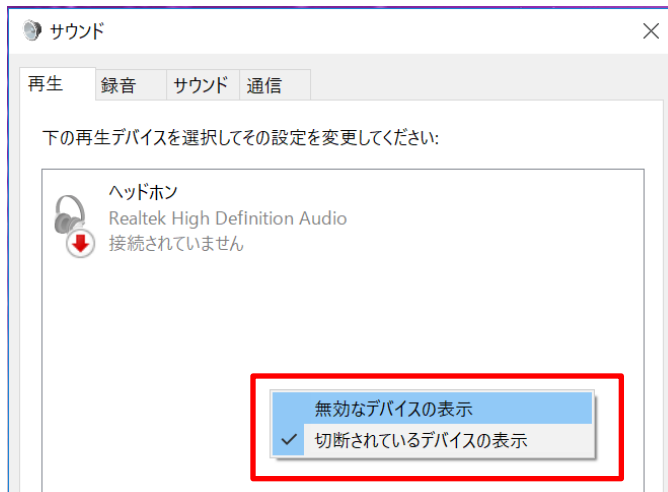 サウンド
再生 録音 サウンド 通信
下の再生デバイスを選択してその設定を変更してください:
ヘッドホン
Realtek High Definition Audio
接続されていません
無効なデバイスの表示
切断されているデバイスの表示